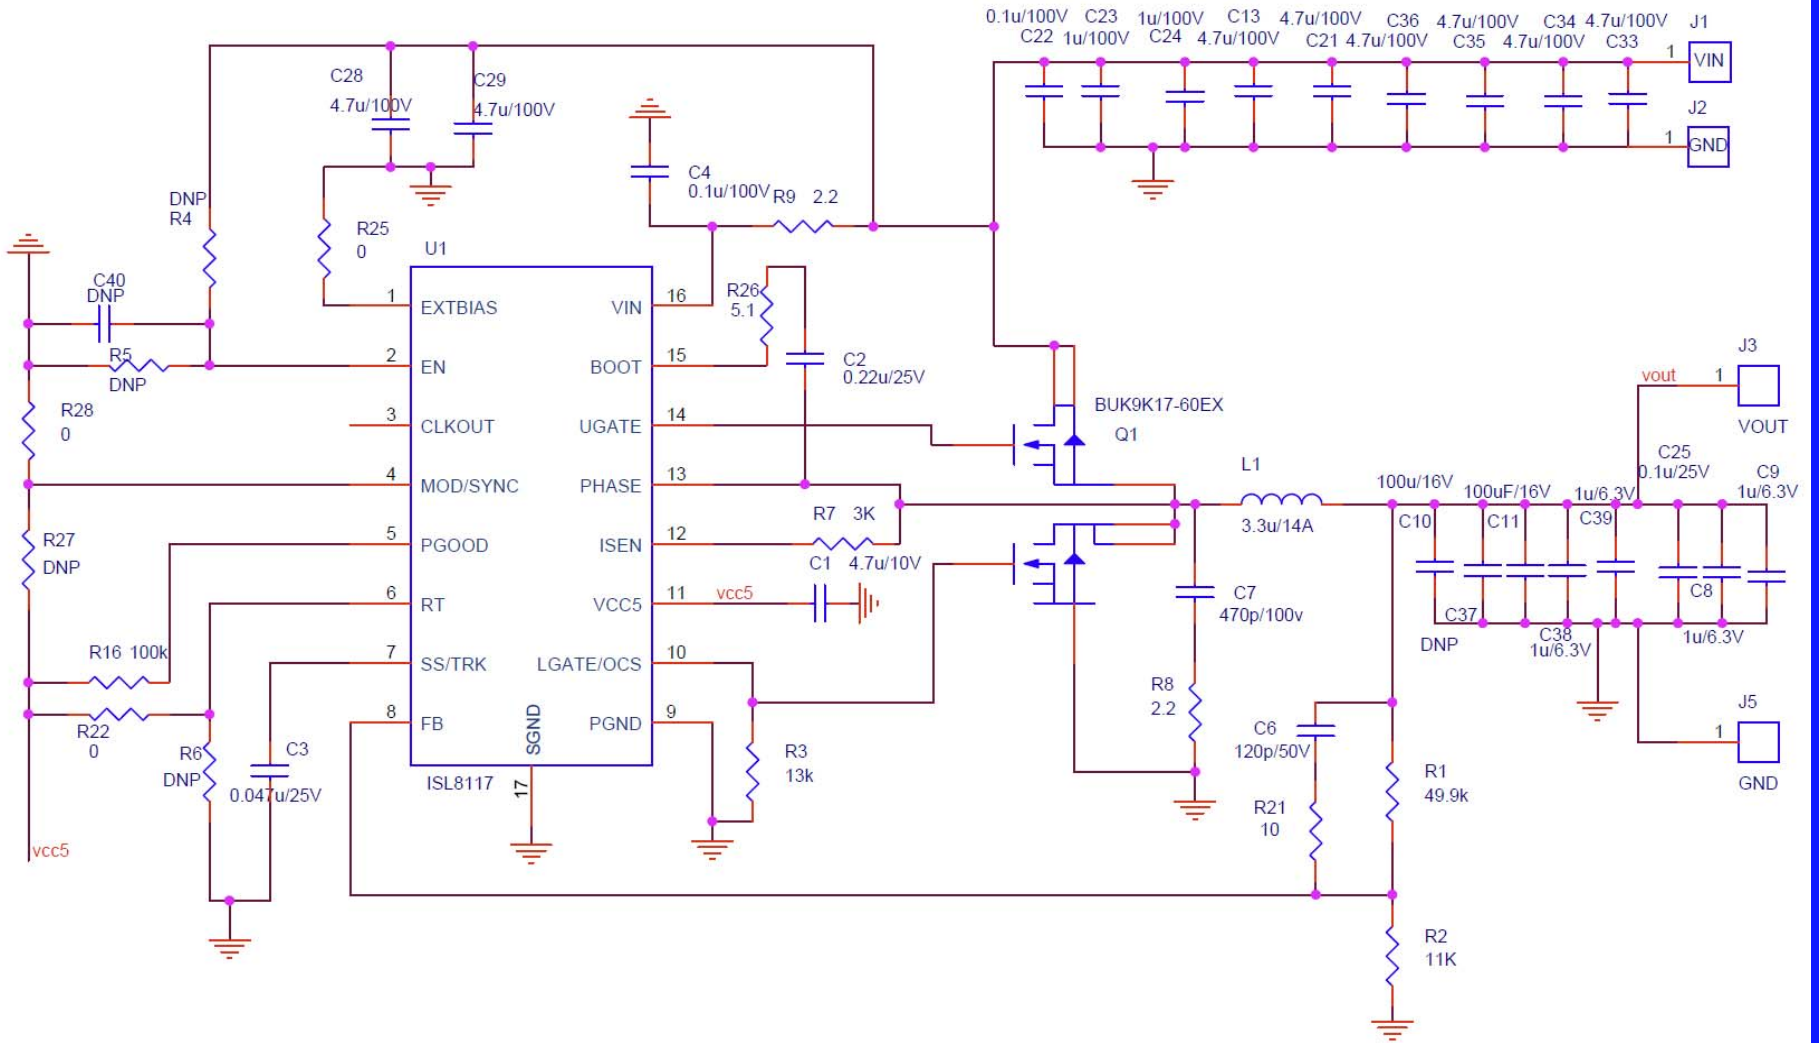 0.1u/100V C23 1u/100V C13 4.7u/100V C36 4.7u/100V C34 4.7u/100V J1
C22 1u/100V C24 4.7u/100V C21 4.7u/100V C35 4.7u/100V C33
1 VIN
J2
1 GND
C28
4.7u/100V
C29
4.7u/100V
C4
0.1u/100V
R9 2.2
DNP
R4
R25
0
U1
C40
DNP
R5
DNP
R28
0
R27
DNP
R16 100k
R22
0
R6
DNP
C3
0.047u/25V
vcc5
1 EXTBIAS
2 EN
3 CLKOUT
4 MOD/SYNC
5 PGOOD
6 RT
7 SS/TRK
8 FB
VIN 16
BOOT 15
UGATE 14
PHASE 13
ISEN 12
VCC5 11
LGATE/OCS 10
PGND 9
SGND
17
ISL8117
R26
5.1
C2
0.22u/25V
R7 3K
C1 4.7u/10V
vcc5
R3
13k
BUK9K17-60EX
Q1
L1
3.3u/14A
C7
470p/100v
R8
2.2
C6
120p/50V
R21
10
R1
49.9k
R2
11K
100u/16V
C10
100uF/16V
C11
1u/6.3V
C39
C25
0.1u/25V
C9
1u/6.3V
C37
DNP
C38
1u/6.3V
C8
1u/6.3V
vout 1
J3
VOUT
J5
1
GND